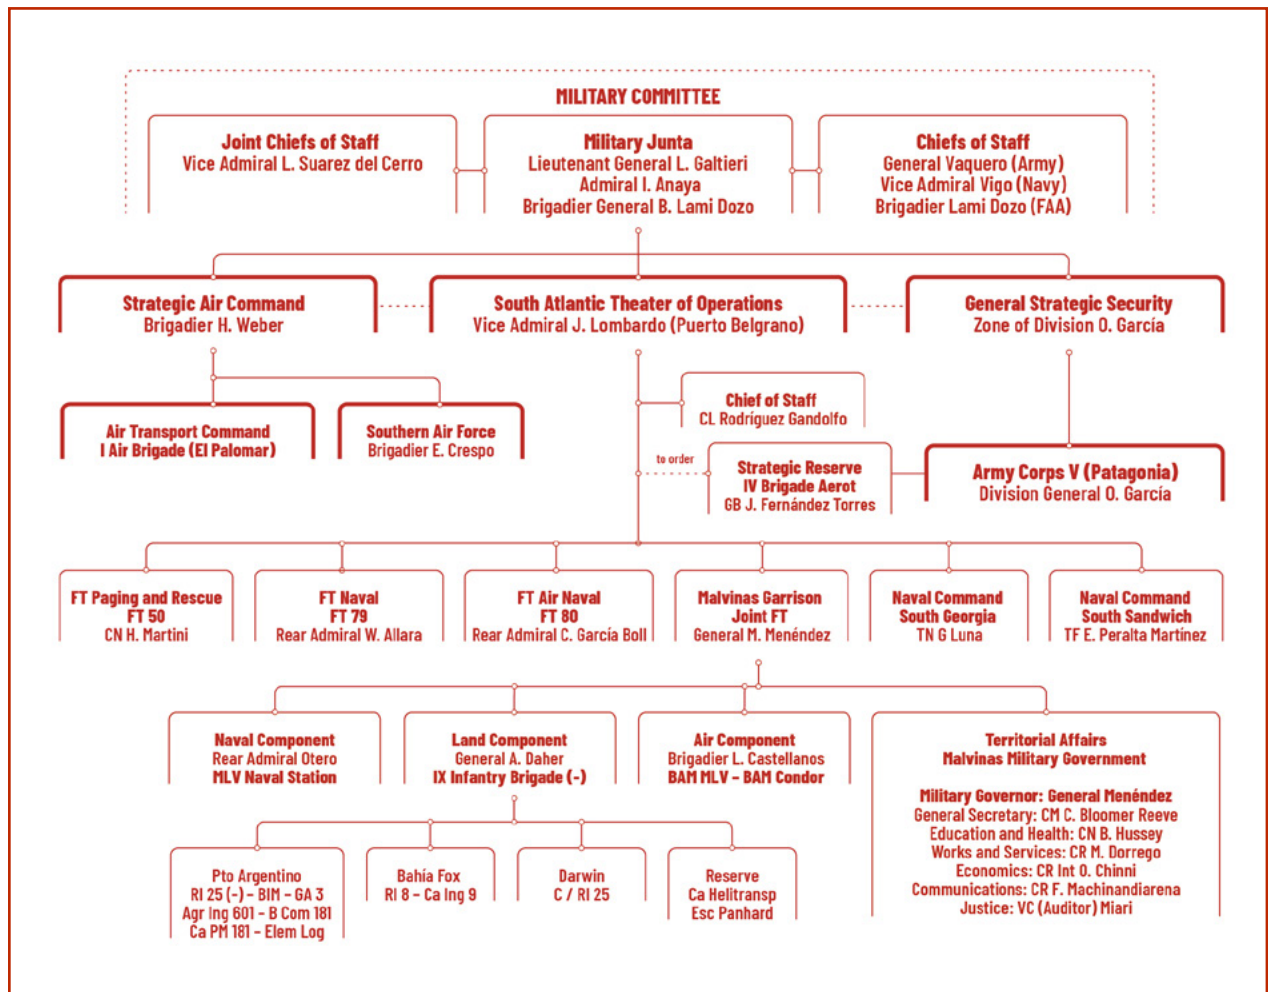 MILITARY COMMITTEE
Joint Chiefs of Staff
Vice Admiral L. Suarez del Cerro
Military Junta
Lieutenant General L. Galtieri
Admiral I. Anaya
Brigadier General B. Lami Dozo
Chiefs of Staff
General Vaquero (Army)
Vice Admiral Vigo (Navy)
Brigadier Lami Dozo (FAA)
Strategic Air Command
Brigadier H. Weber
South Atlantic Theater of Operations
Vice Admiral J. Lombardo (Puerto Belgrano)
General Strategic Security
Zone of Division O. García
Air Transport Command
I Air Brigade (El Palomar)
Southern Air Force
Brigadier E. Crespo
Chief of Staff
CL Rodríguez Gandolfo
to order
Strategic Reserve
IV Brigade Aerot
GB J. Fernández Torres
Army Corps V (Patagonia)
Division General O. García
FT Paging and Rescue
FT 50
CN H. Martini
FT Naval
FT 79
Rear Admiral W. Allara
FT Air Naval
FT 80
Rear Admiral C. García Boll
Malvinas Garrison
Joint FT
General M. Menéndez
Naval Command
South Georgia
TN G Luna
Naval Command
South Sandwich
TF E. Peralta Martínez
Naval Component
Rear Admiral Otero
MLV Naval Station
Land Component
General A. Daher
IX Infantry Brigade (-)
Air Component
Brigadier L. Castellanos
BAM MLV – BAM Condor
Territorial Affairs
Malvinas Military Government
Military Governor: General Menéndez
General Secretary: CM C. Bloomer Reeve
Education and Health: CN B. Hussey
Works and Services: CR M. Dorrego
Economics: CR Int O. Chinni
Communications: CR F. Machinandiarena
Justice: VC (Auditor) Miari
Pto Argentino
RI 25 (-) – BIM – GA 3
Agr Ing 601 – B Com 181
Ca PM 181 – Elem Log
Bahía Fox
RI 8 – Ca Ing 9
Darwin
C / RI 25
Reserve
Ca Helitransp
Esc Panhard